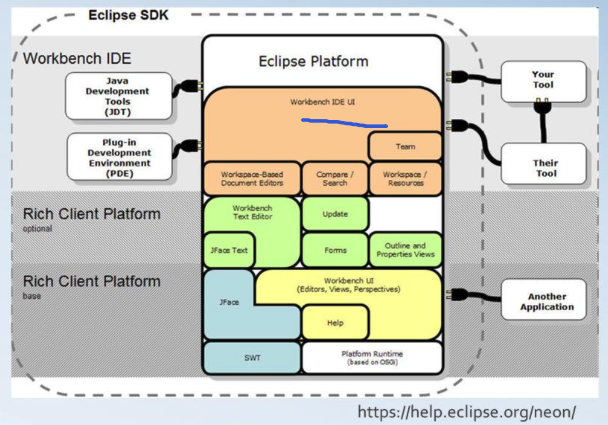 Eclipse SDK
Workbench IDE
Eclipse Platform
Java
Development
Tools
(JDT)
Your
Tool
Workbench IDE UI
Plug-in
Development
Environment
(PDE)
Team
Their
Tool
Workspace-Based
Document Editors
Compare /
Search
Workspace /
Resources
Rich Client Platform
optional
Workbench
Text Editor
Update
JFace Text
Forms
Outline and
Properties Views
Rich Client Platform
base
JFace
Workbench UI
(Editors, Views, Perspectives)
Help
Another
Application
SWT
Platform Runtime
(based on OSGi)
https://help.eclipse.org/neon/